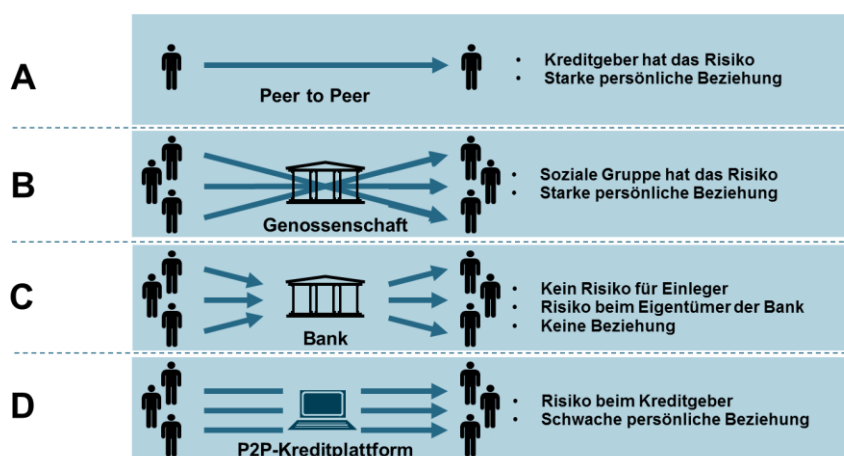 A
Peer to Peer
• Kreditgeber hat das Risiko
• Starke persönliche Beziehung
B
Genossenschaft
• Soziale Gruppe hat das Risiko
• Starke persönliche Beziehung
C
Bank
• Kein Risiko für Einleger
• Risiko beim Eigentümer der Bank
• Keine Beziehung
D
P2P-Kreditplattform
• Risiko beim Kreditgeber
• Schwache persönliche Beziehung